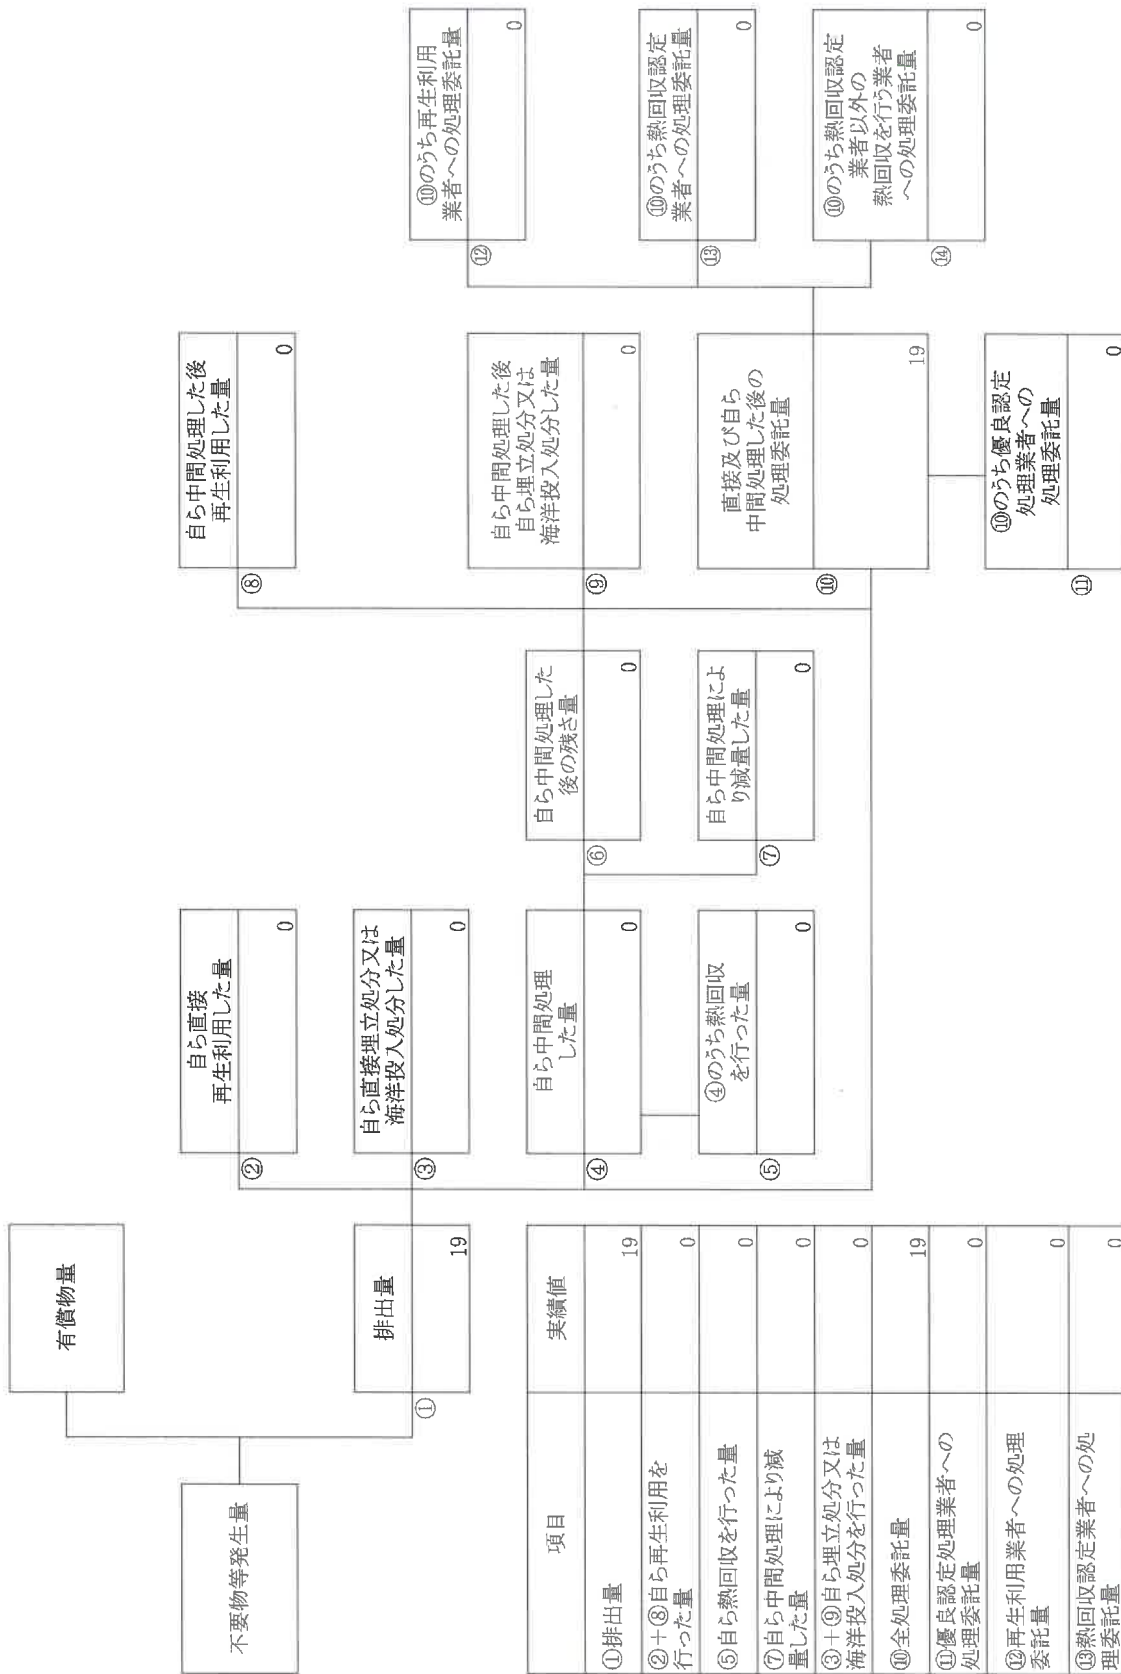 不要物等発生量
有償物量
①
排出量
19
②
自ら直接
再生利用した量
0
③
自ら直接埋立処分又は
海洋投入処分した量
0
④
自ら中間処理
した量
0
⑤
④のうち熱回収
を行った量
0
⑥
自ら中間処理した
後の残さ量
0
⑦
自ら中間処理によ
り減量した量
0
⑧
自ら中間処理した後
再生利用した量
0
⑨
自ら中間処理した後
自ら埋立処分又は
海洋投入処分した量
0
⑩
直接及び自ら
中間処理した後の
処理委託量
19
⑪
⑩のうち優良認定
処理業者への
処理委託量
0
⑫
⑩のうち再生利用
業者への処理委託量
0
⑬
⑩のうち熱回収認定
業者への処理委託量
0
⑭
⑩のうち熱回収認定
業者以外の
熱回収を行う業者
への処理委託量
0
項目
実績値
①排出量
19
②+⑧自ら再生利用を
行った量
0
⑤自ら熱回収を行った量
0
⑦自ら中間処理により減
量した量
0
③+⑨自ら埋立処分又は
海洋投入処分を行った量
0
⑩全処理委託量
19
⑪優良認定処理業者への
処理委託量
0
⑫再生利用業者への処理
委託量
0
⑬熱回収認定業者への処
理委託量
0